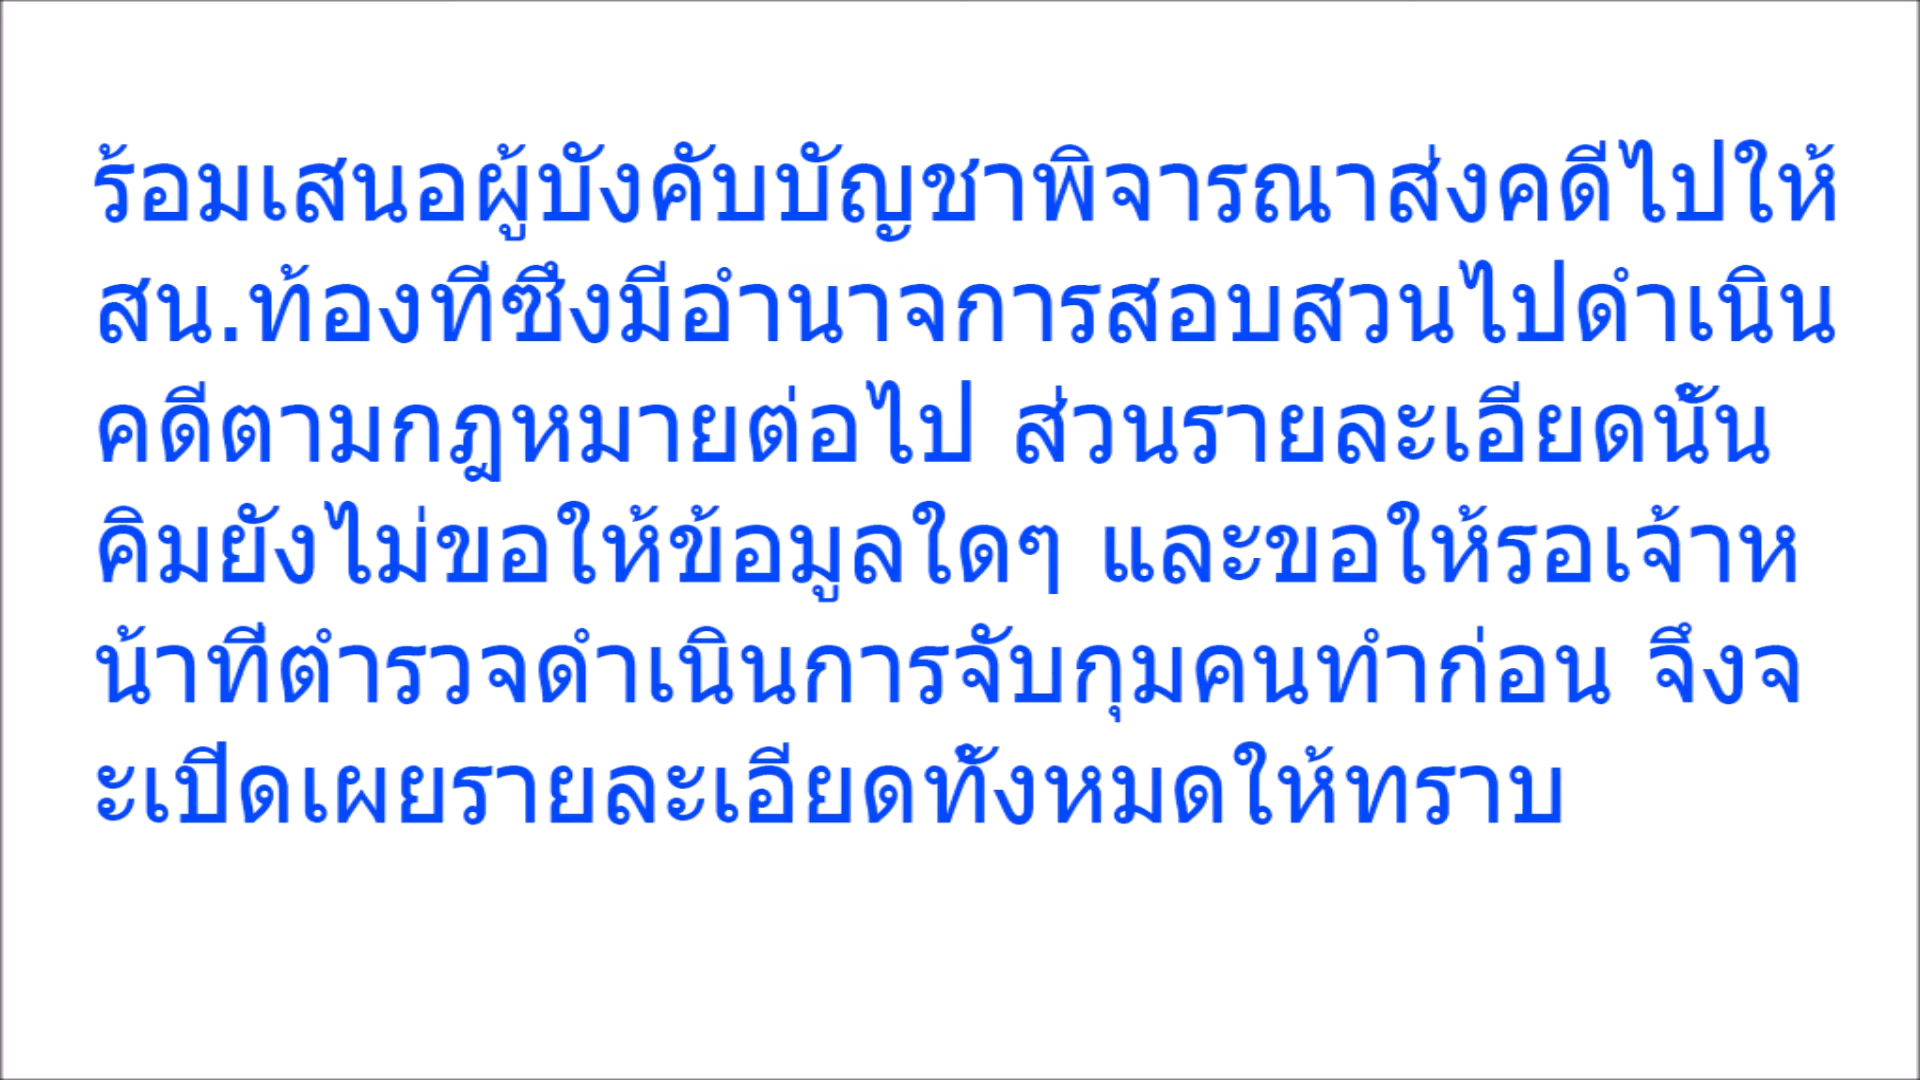 ร้อมเสนอผู้บังคับบัญชาพิจารณาส่งคดีไปให้
สน.ท้องที่ซึ่งมีอำนาจการสอบสวนไปดำเนิน
คดีตามกฎหมายต่อไป ส่วนรายละเอียดนั้น
คิมยังไม่ขอให้ข้อมูลใดๆ และขอให้รอเจ้าห
น้าที่ตำรวจดำเนินการจับกุมคนทำก่อน จึงจ
ะเปิดเผยรายละเอียดทั้งหมดให้ทราบ